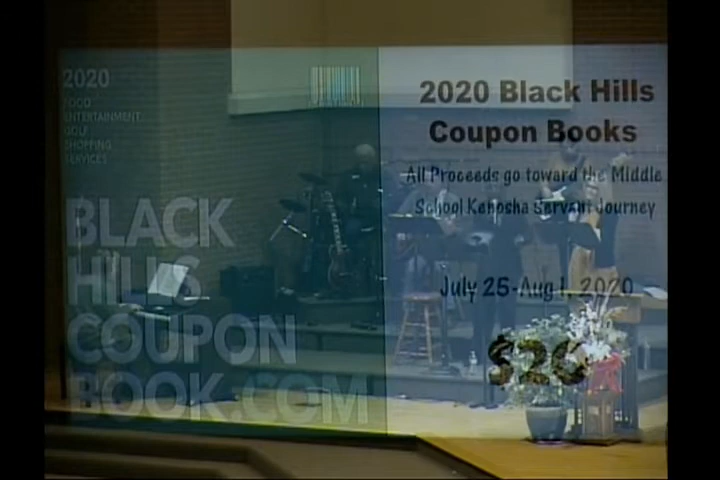 2020
FOOD
ENTERTAINMENT
GOLF
SHOPPING
SERVICES
BLACK
HILLS
COUPON
BOOK.COM
2020 Black Hills
Coupon Books
All Proceeds go toward the Middle
School Kenosha Servant Journey
July 25-Aug 1, 2020
$20